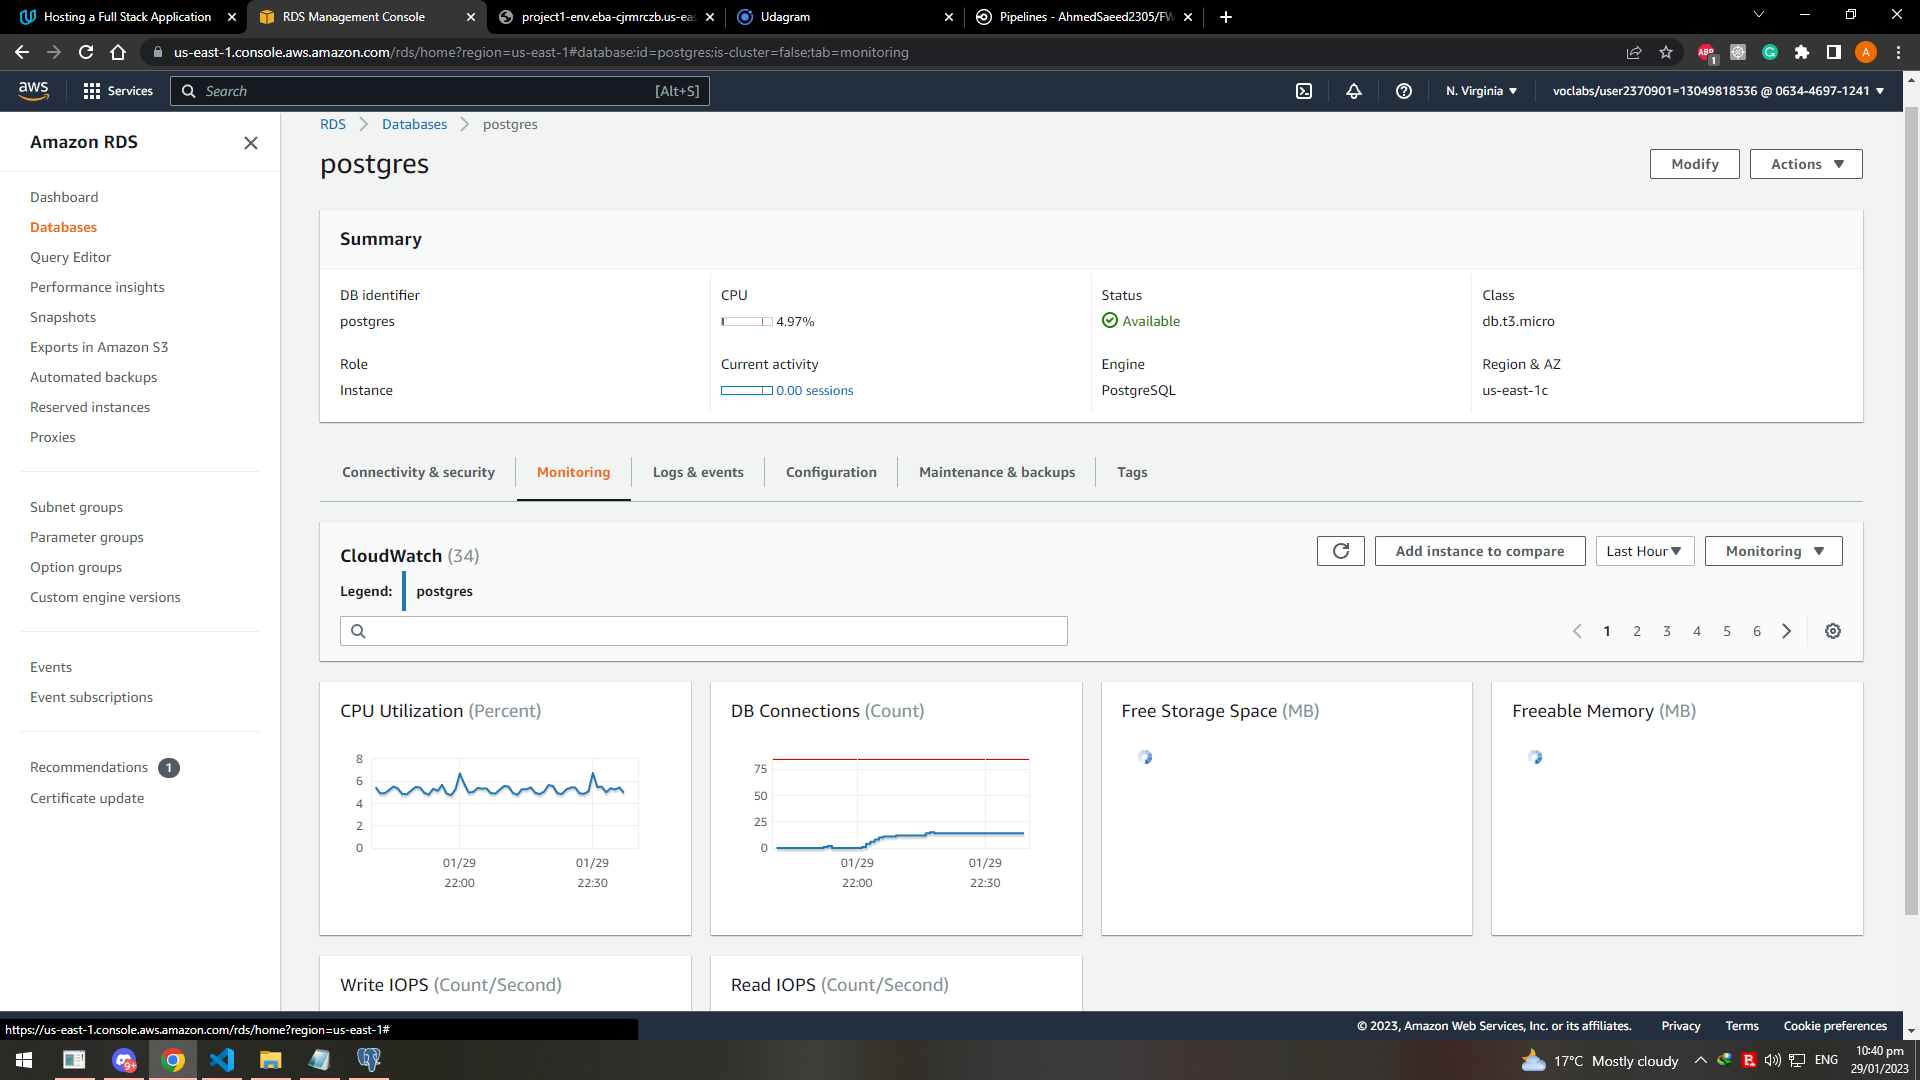 Hosting a Full Stack Application
RDS Management Console
project1-env.eba-cjrmrczb.us-eas
Udagram
Pipelines - AhmedSaeed2305/FW
us-east-1.console.aws.amazon.com/rds/home?region=us-east-1#database:id=postgres;is-cluster=false;tab=monitoring
ABP
1
A
aws
Services
Search
[Alt+S]
N. Virginia
voclabs/user2370901=13049818536 @ 0634-4697-1241
Amazon RDS
Dashboard
Databases
Query Editor
Performance insights
Snapshots
Exports in Amazon S3
Automated backups
Reserved instances
Proxies
Subnet groups
Parameter groups
Option groups
Custom engine versions
Events
Event subscriptions
Recommendations 1
Certificate update
RDS
Databases
postgres
postgres
Modify
Actions
Summary
DB identifier
postgres
CPU
4.97%
Status
Available
Class
db.t3.micro
Role
Instance
Current activity
0.00 sessions
Engine
PostgreSQL
Region & AZ
us-east-1c
Connectivity & security
Monitoring
Logs & events
Configuration
Maintenance & backups
Tags
CloudWatch (34)
Add instance to compare
Last Hour
Monitoring
Legend:
postgres
1 2 3 4 5 6
CPU Utilization (Percent)
8
6
4
2
0
01/29
22:00
01/29
22:30
DB Connections (Count)
75
50
25
0
01/29
22:00
01/29
22:30
Free Storage Space (MB)
Freeable Memory (MB)
Write IOPS (Count/Second)
Read IOPS (Count/Second)
https://us-east-1.console.aws.amazon.com/rds/home?region=us-east-1#
© 2023, Amazon Web Services, Inc. or its affiliates.
Privacy
Terms
Cookie preferences
9+
17°C Mostly cloudy
ENG
10:40 pm
29/01/2023